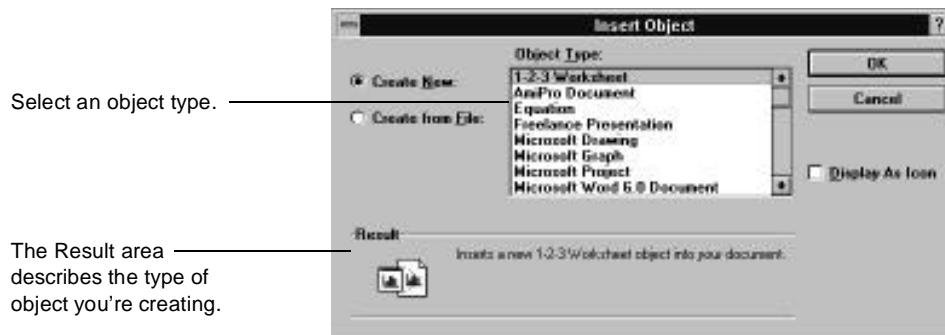 Insert Object
?
Object Type:
Create New:
Create from File:
1-2-3 Worksheet
AmiPro Document
Equation
Freelance Presentation
Microsoft Drawing
Microsoft Graph
Microsoft Project
Microsoft Word 6.0 Document
OK
Cancel
Display As Icon
Select an object type.
Result
Inserts a new 1-2-3 Worksheet object into your document.
The Result area
describes the type of
object you're creating.